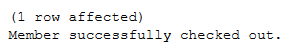 (1 row affected)
Member successfully checked out.